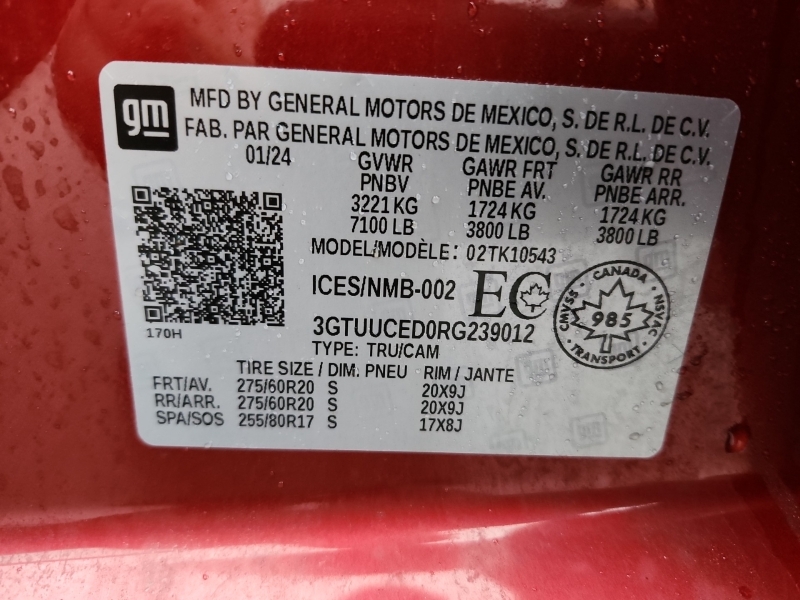 gm
MFD BY GENERAL MOTORS DE MEXICO, S. DE R.L. DE C.V.
FAB. PAR GENERAL MOTORS DE MEXICO, S. DE R.L. DE C.V.
01/24 GVWR GAWR FRT GAWR RR
PNBV PNBE AV. PNBE ARR.
3221 KG 1724 KG 1724 KG
7100 LB 3800 LB 3800 LB
MODEL/MODÈLE: 02TK10543
ICES/NMB-002 EC
CANADA
CMVSS 985 NSVAC
TRANSPORT
3GTUUCED0RG239012
170H
TYPE: TRU/CAM
TIRE SIZE / DIM. PNEU RIM / JANTE
FRT/AV. 275/60R20 S 20X9J
RR/ARR. 275/60R20 S 20X9J
SPA/SOS 255/80R17 S 17X8J